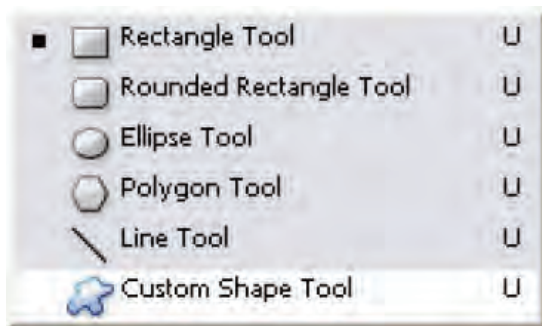 Rectangle Tool U
Rounded Rectangle Tool U
Ellipse Tool U
Polygon Tool U
Line Tool U
Custom Shape Tool U